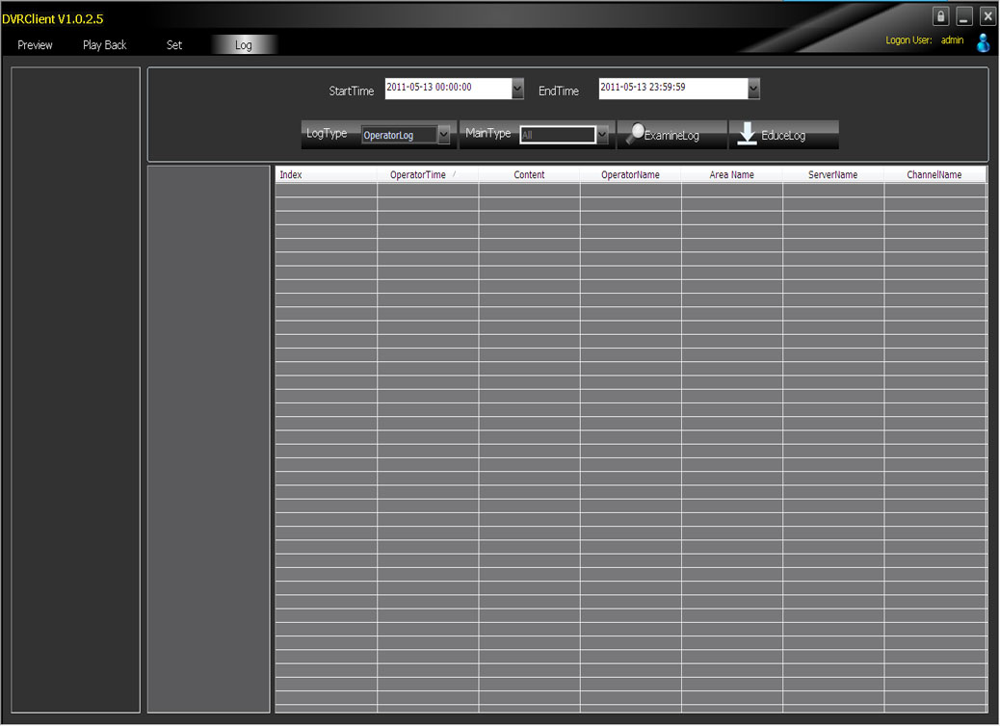 DVRClient V1.0.2.5
Preview Play Back Set Log Logon User: admin
StartTime 2011-05-13 00:00:00 EndTime 2011-05-13 23:59:59
LogType OperatorLog MainType All ExamineLog EduceLog
Index OperatorTime / Content OperatorName Area Name ServerName ChannelName